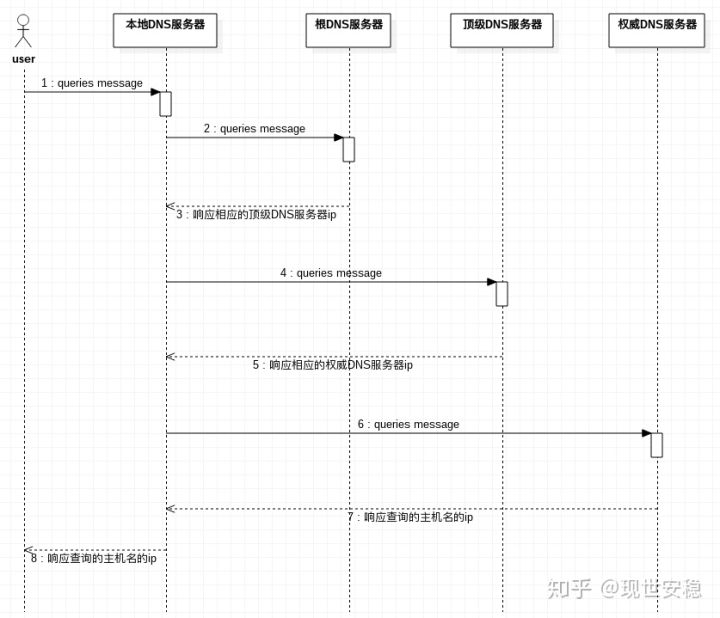 本地DNS服务器
根DNS服务器
顶级DNS服务器
权威DNS服务器
user
1 : queries message
2 : queries message
3 : 响应相应的顶级DNS服务器ip
4 : queries message
5 : 响应相应的权威DNS服务器ip
6 : queries message
7 : 响应查询的主机名的ip
8 : 响应查询的主机名的ip
知乎 @现世安稳